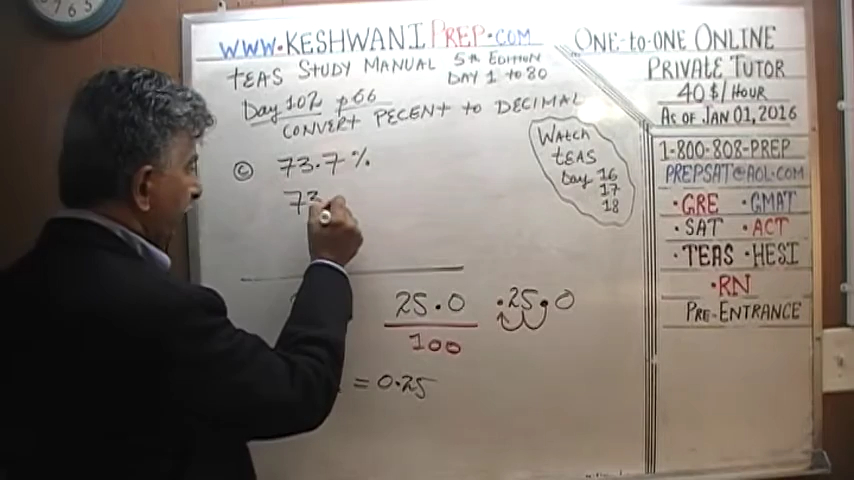 WWW.KESHWANIPREP.COM
TEAS STUDY MANUAL 5TH EDITION
DAY 1 TO 80
Day 102 p66
CONVERT PECENT TO DECIMAL
C 73.7%
73
25.0
100
.25.0
= 0.25
WATCH
TEAS
Day 16
17
18
ONE-TO-ONE ONLINE
PRIVATE TUTOR
40$/HOUR
AS OF JAN 01,2016
1-800-808-PREP
PREPSAT@AOL.COM
•GRE •GMAT
•SAT •ACT
•TEAS •HESI
•RN
PRE-ENTRANCE